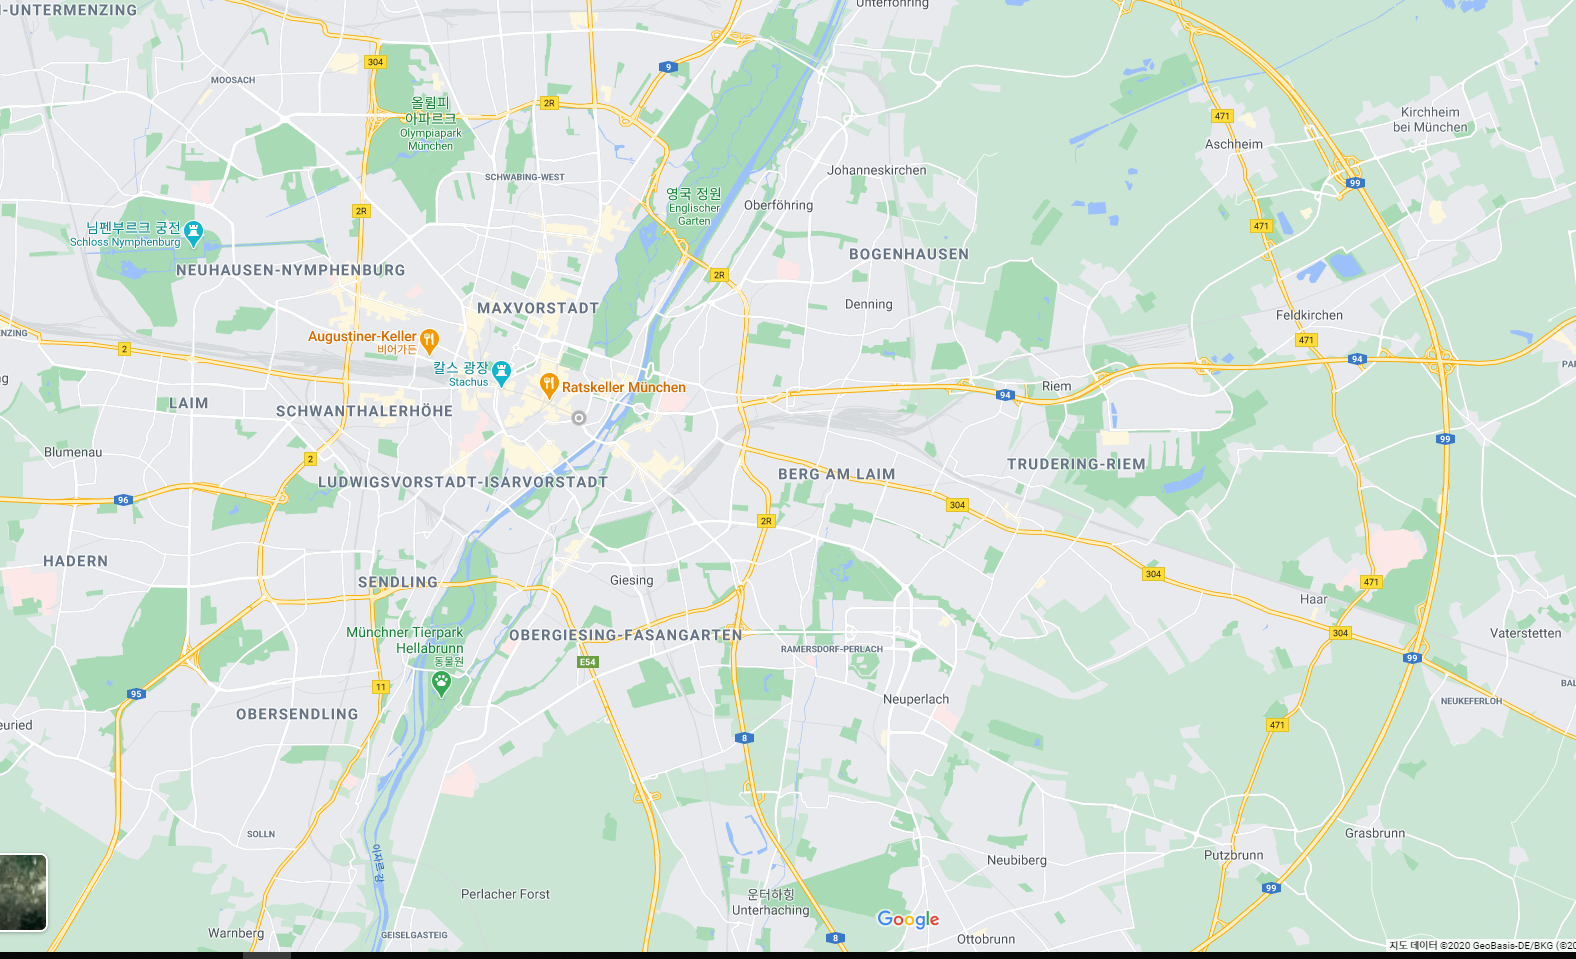 I-UNTERMENZING
Unterföhring
304
9
MOOSACH
올림피
아파르크
Olympiapark
München
2R
471
Kirchheim
bei München
Aschheim
SCHWABING-WEST
Johanneskirchen
99
영국 정원
Englischer
Garten
Oberföhring
2R
님펜부르크 궁전
Schloss Nymphenburg
471
BOGENHAUSEN
NEUHAUSEN-NYMPHENBURG
2R
MAXVORSTADT
Denning
Feldkirchen
ENZING
Augustiner-Keller
비어가든
2
471
94
칼스 광장
Stachus
Ratskeller München
Riem
94
LAIM
SCHWANTHALERHÖHE
Blumenau
2
99
LUDWIGSVORSTADT-ISARVORSTADT
BERG AM LAIM
TRUDERING-RIEM
96
304
2R
HADERN
SENDLING
Giesing
304
471
Haar
Münchner Tierpark
Hellabrunn
동물원
OBERGIESING-FASANGARTEN
RAMERSDORF-PERLACH
304
Vaterstetten
E54
99
95
11
Neuperlach
NEUKEFERLOH
OBERSENDLING
euried
471
8
SOLLN
Grasbrunn
이자르 강
Neubiberg
Putzbrunn
Perlacher Forst
운터하힝
Unterhaching
99
Google
Warnberg
GEISELGASTEIG
8
Ottobrunn
지도 데이터 ©2020 GeoBasis-DE/BKG (©20